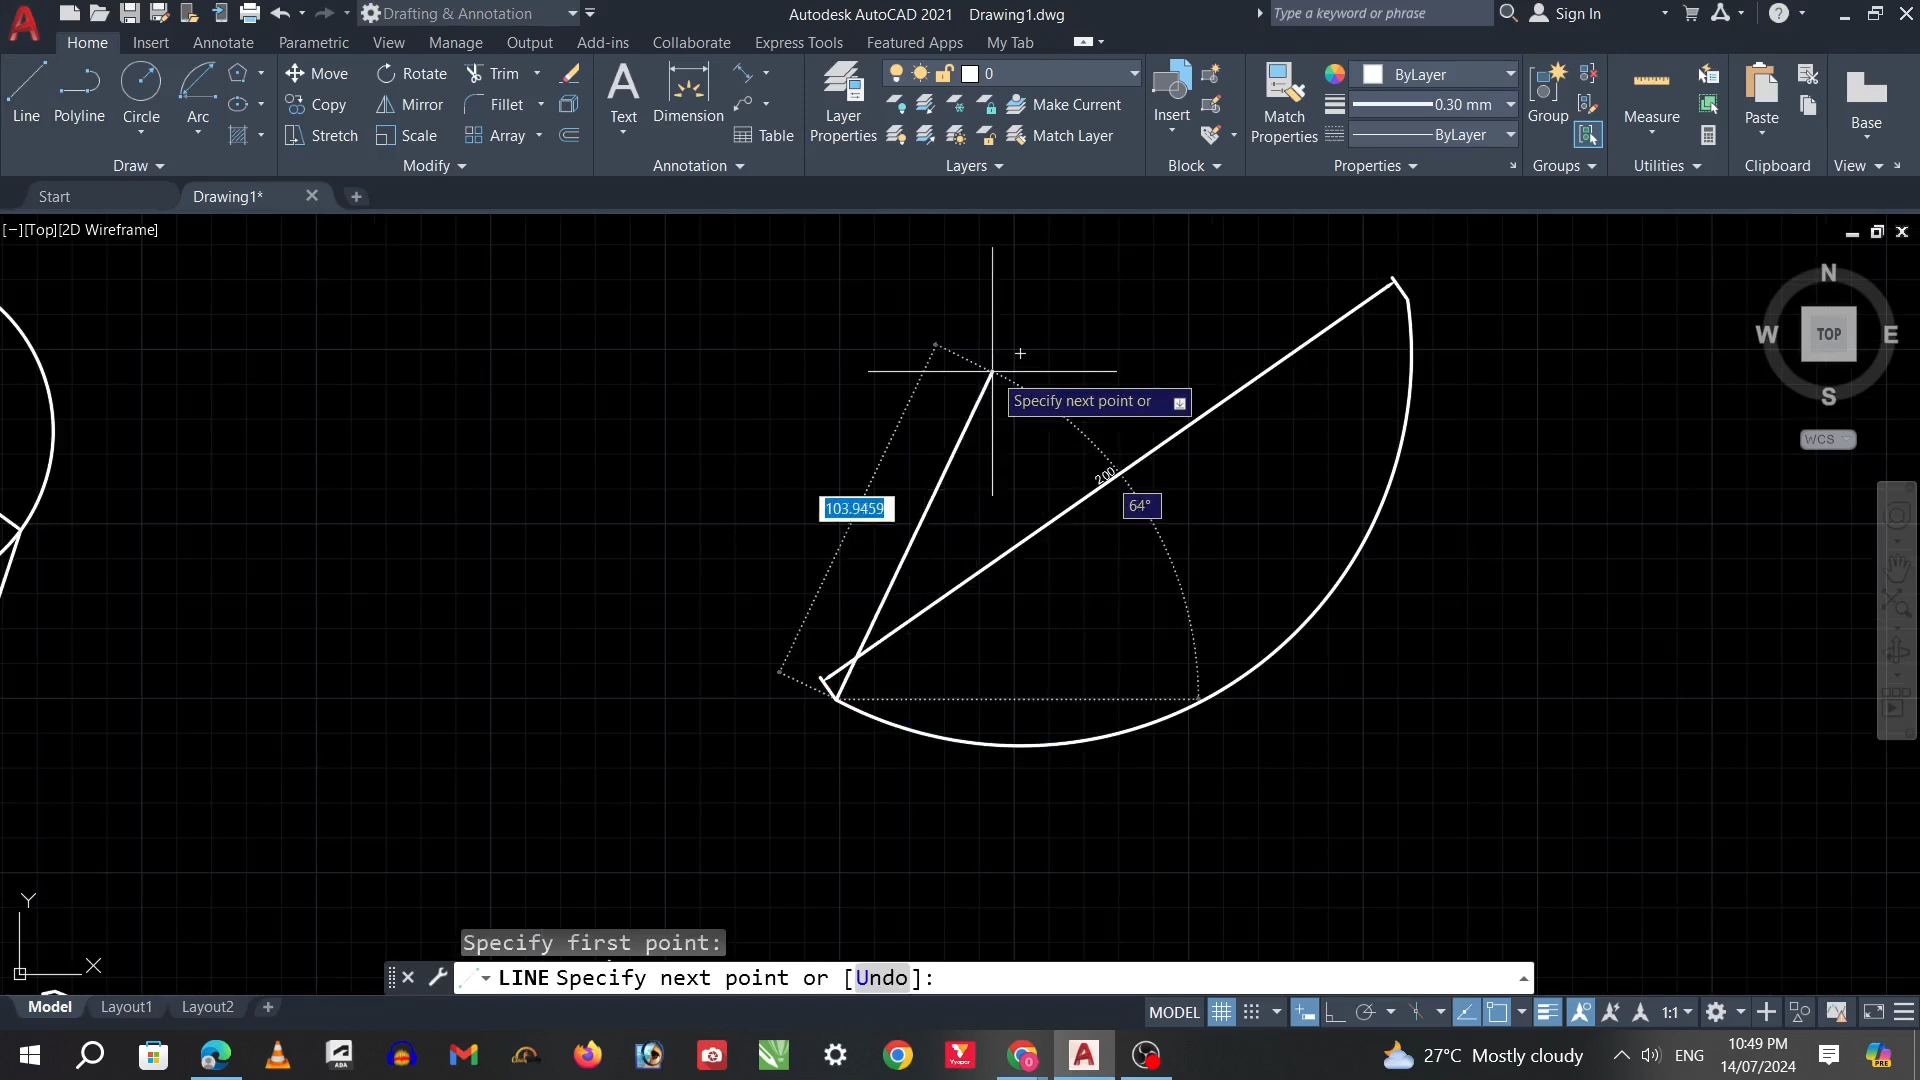 Drafting & Annotation
Autodesk AutoCAD 2021 Drawing1.dwg
Type a keyword or phrase
Sign In
Home Insert Annotate Parametric View Manage Output Add-ins Collaborate Express Tools Featured Apps My Tab
Line
Polyline
Circle
Arc
Draw
Move Rotate Trim
Copy Mirror Fillet
Stretch Scale Array
Modify
Text
Dimension
Table
Annotation
Layer Properties
0
Make Current
Match Layer
Layers
Insert
Block
Match Properties
ByLayer
0.30 mm
ByLayer
Properties
Group
Groups
Measure
Utilities
Paste
Clipboard
Base
View
Start
Drawing1*
[−][Top][2D Wireframe]
N
W TOP E
S
WCS
Specify next point or
103.9459
64°
Y
X
Specify first point:
LINE Specify next point or [Undo]:
Model Layout1 Layout2
MODEL
1:1
27°C Mostly cloudy
ENG
10:49 PM
14/07/2024